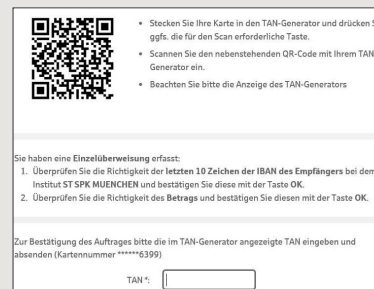 Stecken Sie Ihre Karte in den TAN-Generator und drücken S
ggfs. die für den Scan erforderliche Taste.
Scannen Sie den nebenstehenden QR-Code mit Ihrem TAN
Generator ein.
Beachten Sie bitte die Anzeige des TAN-Generators
Sie haben eine Einzelüberweisung erfasst:
1. Überprüfen Sie die Richtigkeit der letzten 10 Zeichen der IBAN des Empfängers bei dem
Institut ST SPK MUENCHEN und bestätigen Sie diese mit der Taste OK.
2. Überprüfen Sie die Richtigkeit des Betrags und bestätigen Sie diesen mit der Taste OK.
Zur Bestätigung des Auftrages bitte die im TAN-Generator angezeigte TAN eingeben und
absenden (Kartennummer ******6399)
TAN*: